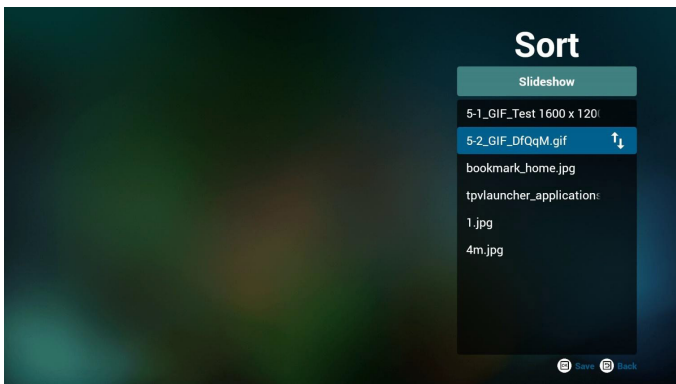 Sort
Slideshow
5-1_GIF_Test 1600 x 120
5-2_GIF_DfQqM.gif
bookmark_home.jpg
tpvlauncher_applications
1.jpg
4m.jpg
Save Back